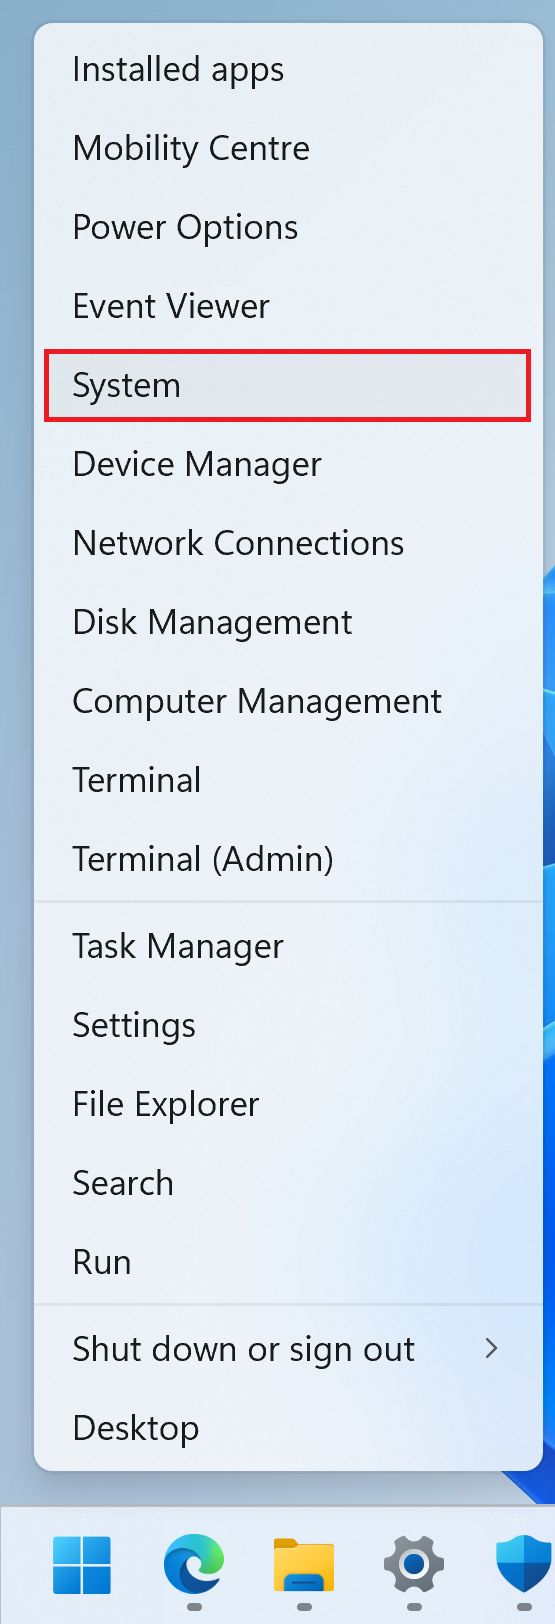 Installed apps
Mobility Centre
Power Options
Event Viewer
System
Device Manager
Network Connections
Disk Management
Computer Management
Terminal
Terminal (Admin)
Task Manager
Settings
File Explorer
Search
Run
Shut down or sign out
Desktop